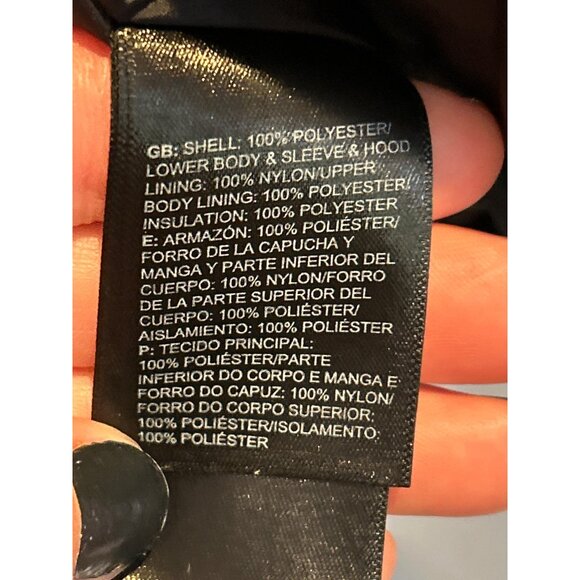 GB: SHELL: 100% POLYESTER/
LOWER BODY & SLEEVE & HOOD
LINING: 100% NYLON/UPPER
BODY LINING: 100% POLYESTER/
INSULATION: 100% POLYESTER
E: ARMAZÓN: 100% POLIÉSTER/
FORRO DE LA CAPUCHA Y
MANGA Y PARTE INFERIOR DEL
CUERPO: 100% NYLON/FORRO
DE LA PARTE SUPERIOR DEL
CUERPO: 100% POLIÉSTER/
AISLAMIENTO: 100% POLIÉSTER
P: TECIDO PRINCIPAL:
100% POLIÉSTER/PARTE
INFERIOR DO CORPO E MANGA E
FORRO DO CAPUZ: 100% NYLON/
FORRO DO CORPO SUPERIOR:
100% POLIÉSTER/ISOLAMENTO:
100% POLIÉSTER